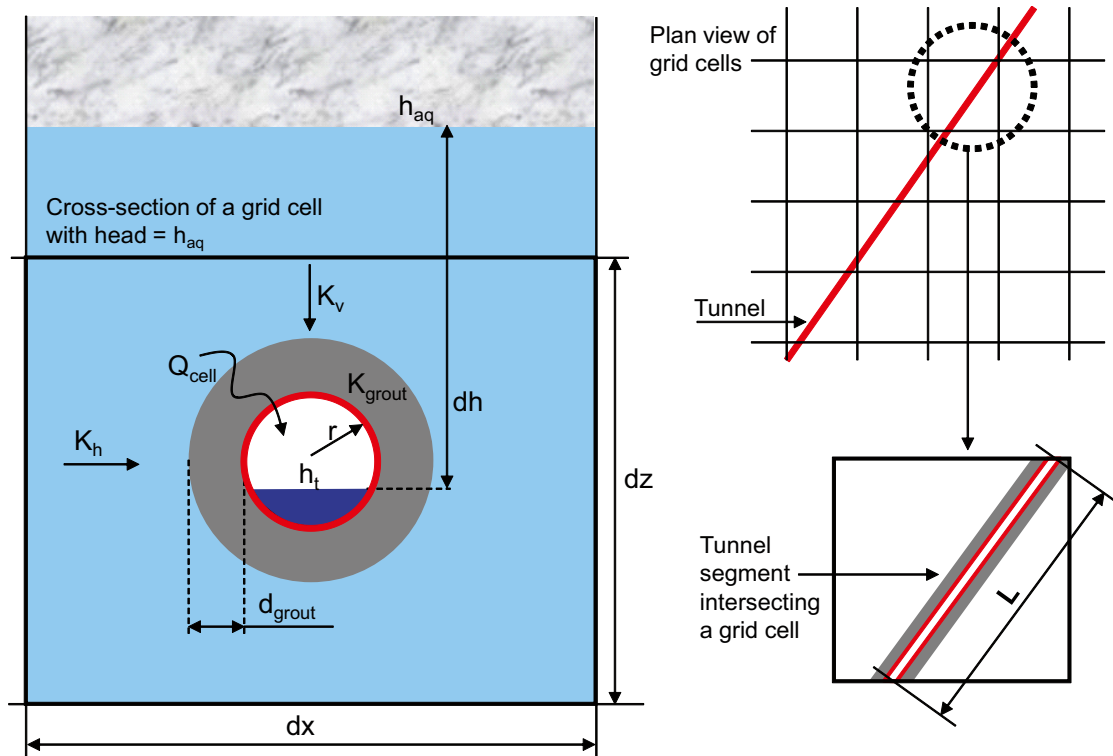 h_aq
Cross-section of a grid cell
with head = h_aq
K_v
Q_cell
K_grout
dh
r
K_h
h_t
dz
d_grout
dx
Plan view of
grid cells
Tunnel
Tunnel
segment
intersecting
a grid cell
L